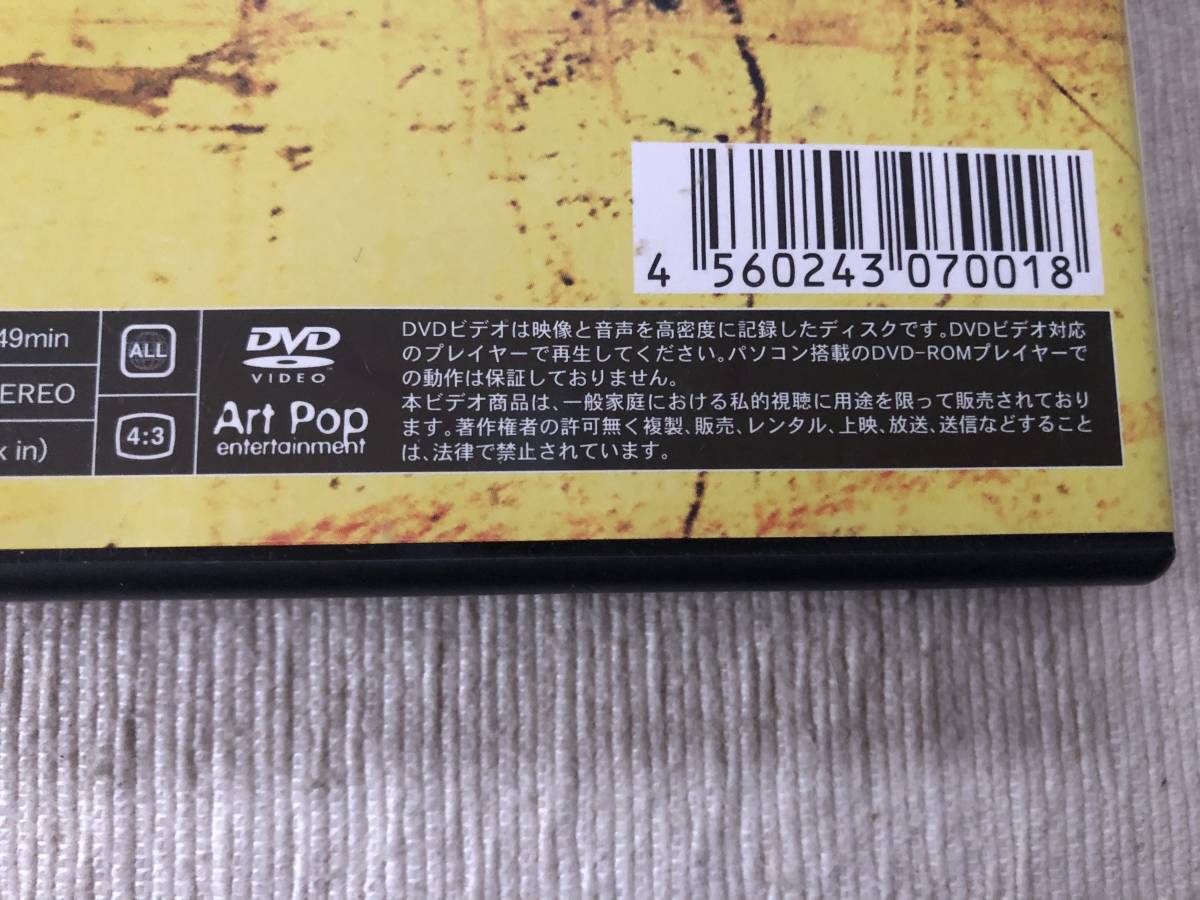 4 560243 070018
49min
EREO
k in)
ALL
4:3
DVD
VIDEO™
Art Pop
entertainment
DVDビデオは映像と音声を高密度に記録したディスクです。DVDビデオ対応
のプレイヤーで再生してください。パソコン搭載のDVD-ROMプレイヤーで
の動作は保証しておりません。
本ビデオ商品は、一般家庭における私的視聴に用途を限って販売されており
ます。著作権者の許可無く複製、販売、レンタル、上映、放送、送信などすること
は、法律で禁止されています。